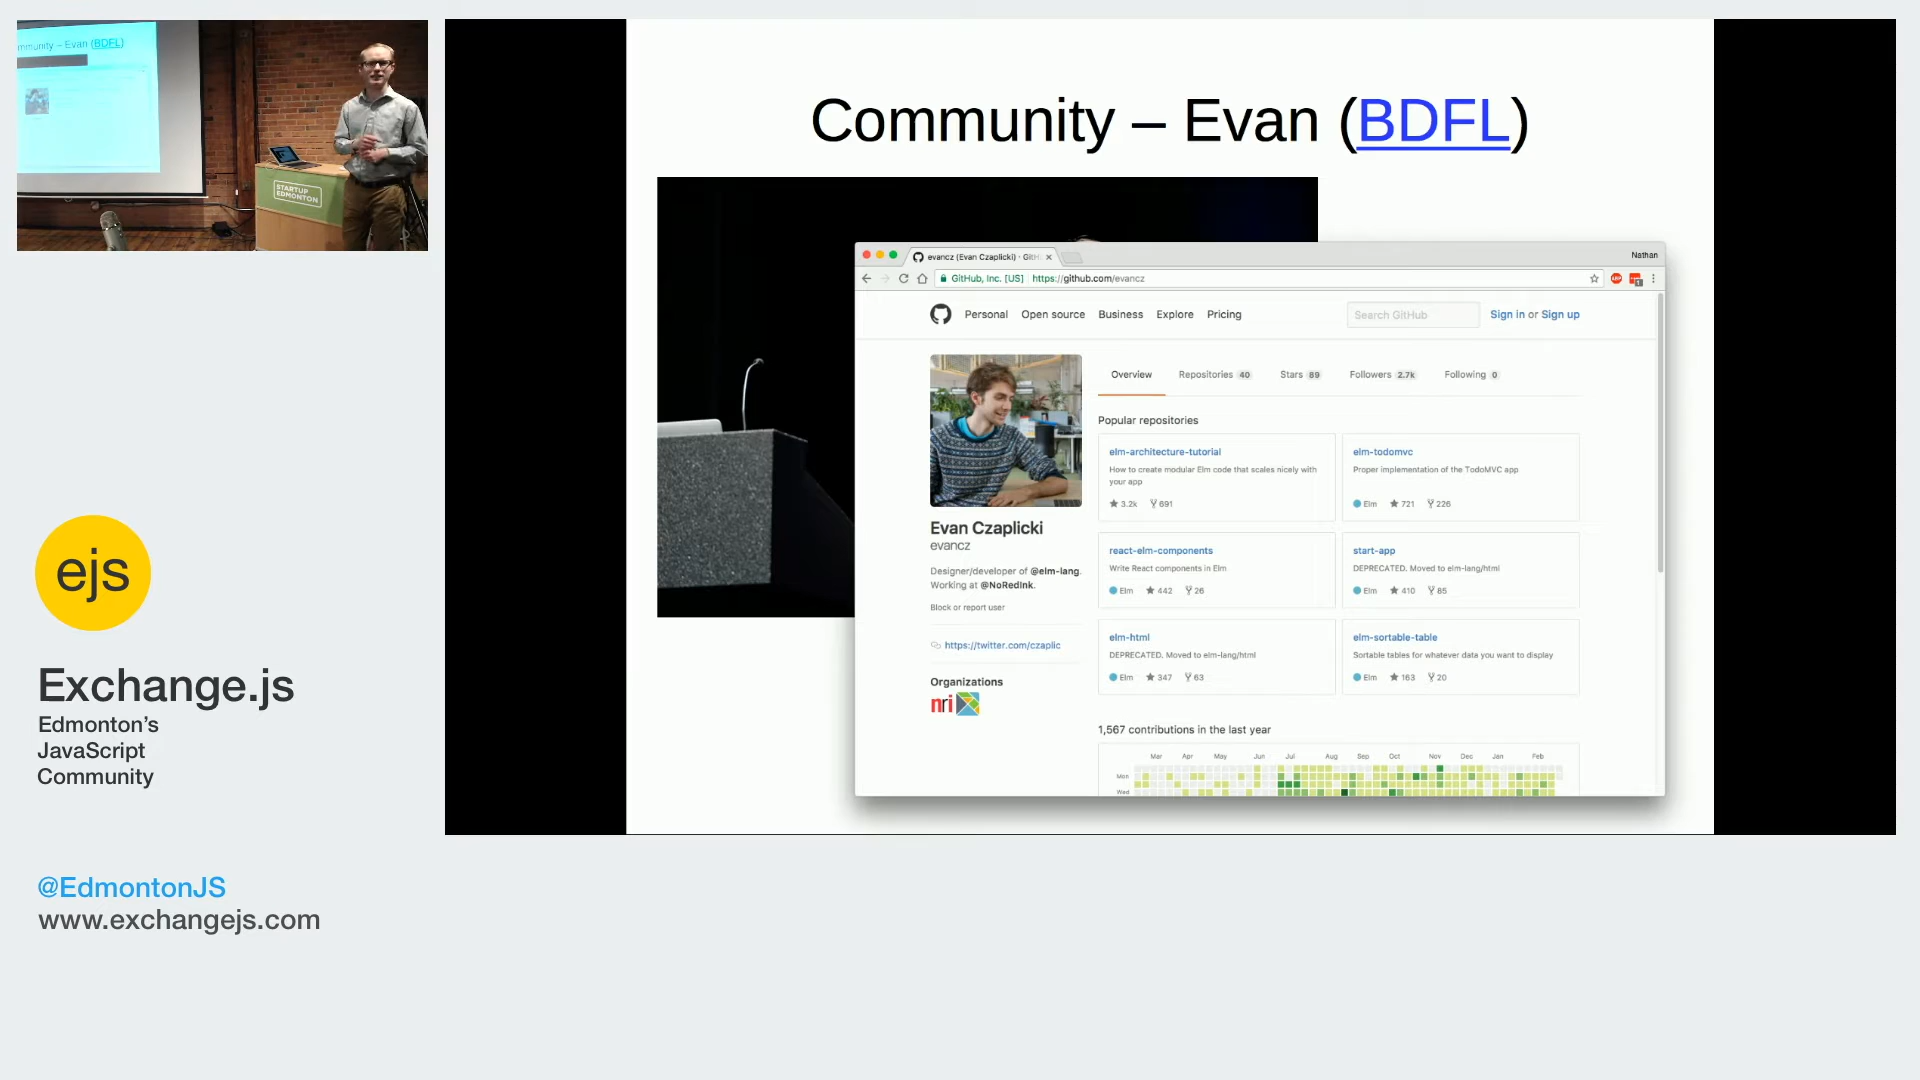 mmunity – Evan (BDFL)
STARTUP
EDMONTON
ejs
Exchange.js
Edmonton's
JavaScript
Community
@EdmontonJS
www.exchangejs.com
Community – Evan (BDFL)
evancz (Evan Czaplicki) · GitH
Nathan
GitHub, Inc. [US] https://github.com/evancz
Personal Open source Business Explore Pricing
Search GitHub
Sign in or Sign up
Overview Repositories 40 Stars 89 Followers 2.7k Following 0
Evan Czaplicki
evancz
Designer/developer of @elm-lang.
Working at @NoRedInk.
Block or report user
https://twitter.com/czaplic
Organizations
nri
Popular repositories
elm-architecture-tutorial
How to create modular Elm code that scales nicely with
your app
3.2k 691
elm-todomvc
Proper implementation of the TodoMVC app
Elm 721 226
react-elm-components
Write React components in Elm
Elm 442 26
start-app
DEPRECATED. Moved to elm-lang/html
Elm 410 85
elm-html
DEPRECATED. Moved to elm-lang/html
Elm 347 63
elm-sortable-table
Sortable tables for whatever data you want to display
Elm 163 20
1,567 contributions in the last year
Mar Apr May Jun Jul Aug Sep Oct Nov Dec Jan Feb
Mon
Wed